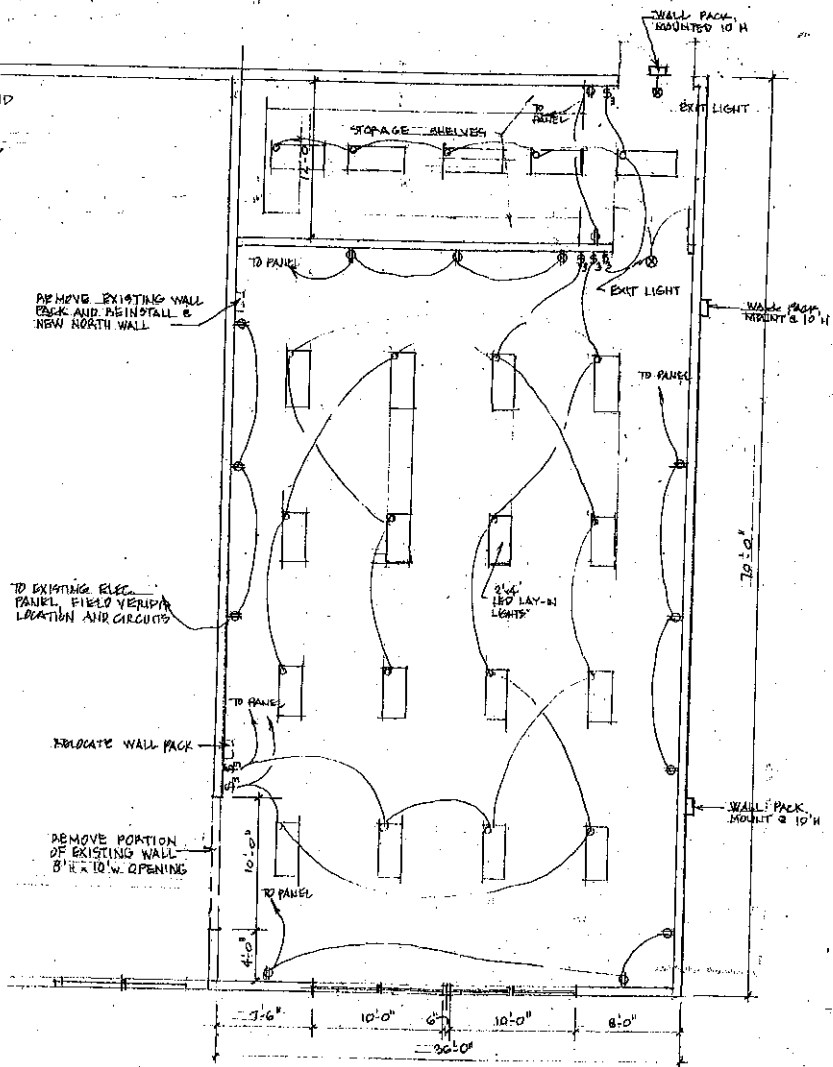 WALL PACK,
MOUNTED 10'H
EXIT LIGHT
TO
PANEL
STORAGE SHELVES
12'-0"
TO PANEL
EXIT LIGHT
REMOVE EXISTING WALL
PACK AND REINSTALL @
NEW NORTH WALL
WALL PACK,
MOUNT @ 10'H
TO PANEL
70'-0"
TO EXISTING ELEC.
PANEL, FIELD VERIFY
LOCATION AND CIRCUITS
2'x4'
LED LAY-IN
LIGHTS
TO PANEL
RELOCATE WALL PACK
WALL PACK
MOUNT @ 10'H
REMOVE PORTION
OF EXISTING WALL
8'H x 10'W OPENING
10'-0"
TO PANEL
4'-0"
7'-6"
10'-0"
6"
10'-0"
8'-0"
36'-0"